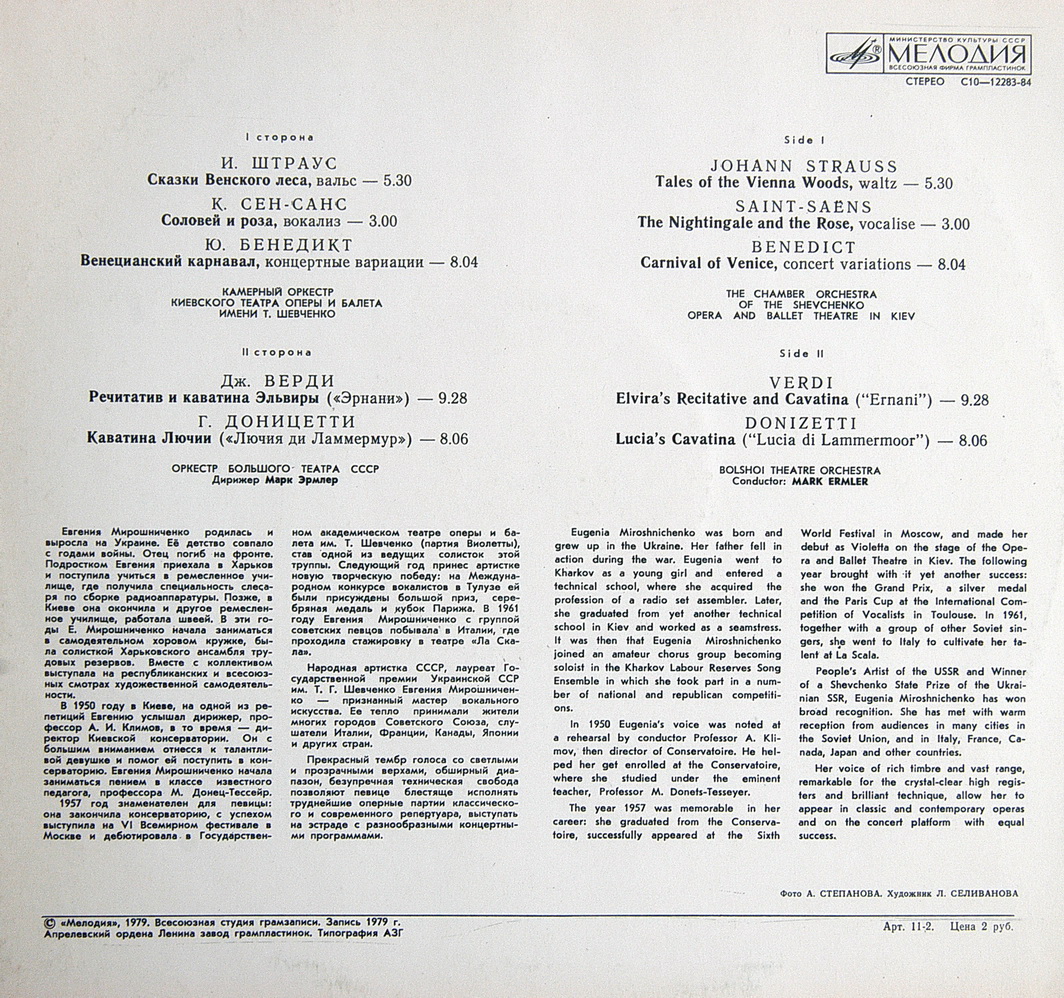 МИНИСТЕРСТВО КУЛЬТУРЫ СССР
МЕЛОДИЯ
ВСЕСОЮЗНАЯ ФИРМА ГРАМПЛАСТИНОК
СТЕРЕО С10—12283-84
I сторона
И. ШТРАУС
Сказки Венского леса, вальс — 5.30
К. СЕН-САНС
Соловей и роза, вокализ — 3.00
Ю. БЕНЕДИКТ
Венецианский карнавал, концертные вариации — 8.04
КАМЕРНЫЙ ОРКЕСТР
КИЕВСКОГО ТЕАТРА ОПЕРЫ И БАЛЕТА
ИМЕНИ Т. ШЕВЧЕНКО
II сторона
Дж. ВЕРДИ
Речитатив и каватина Эльвиры («Эрнани») — 9.28
Г. ДОНИЦЕТТИ
Каватина Лючии («Лючия ди Ламмермур») — 8.06
ОРКЕСТР БОЛЬШОГО ТЕАТРА СССР
Дирижер Марк Эрмлер
Side I
JOHANN STRAUSS
Tales of the Vienna Woods, waltz — 5.30
SAINT-SAËNS
The Nightingale and the Rose, vocalise — 3.00
BENEDICT
Carnival of Venice, concert variations — 8.04
THE CHAMBER ORCHESTRA
OF THE SHEVCHENKO
OPERA AND BALLET THEATRE IN KIEV
Side II
VERDI
Elvira's Recitative and Cavatina (“Ernani”) — 9.28
DONIZETTI
Lucia's Cavatina (“Lucia di Lammermoor”) — 8.06
BOLSHOI THEATRE ORCHESTRA
Conductor: MARK ERMLER
Евгения Мирошниченко родилась и
выросла на Украине. Её детство совпало
с годами войны. Отец погиб на фронте.
Подростком Евгения приехала в Харьков
и поступила учиться в ремесленное учи-
лище, где получила специальность слеса-
ря по сборке радиоаппаратуры. Позже, в
Киеве она окончила и другое ремеслен-
ное училище, работала швеей. В эти го-
ды Е. Мирошниченко начала заниматься
в самодеятельном хоровом кружке, бы-
ла солисткой Харьковского ансамбля тру-
довых резервов. Вместе с коллективом
выступала на республиканских и всесоюз-
ных смотрах художественной самодеятель-
ности.
В 1950 году в Киеве, на одной из ре-
петиций Евгению услышал дирижер, про-
фессор А. И. Климов, в то время — ди-
ректор Киевской консерватории. Он с
большим вниманием отнесся к талантли-
вой девушке и помог ей поступить в кон-
серваторию. Евгения Мирошниченко начала
заниматься пением в классе известного
педагога, профессора М. Донец-Тессейр.
1957 год знаменателен для певицы:
она закончила консерваторию, с успехом
выступила на VI Всемирном фестивале в
Москве и дебютировала в Государствен-
ном академическом театре оперы и ба-
лета им. Т. Шевченко (партия Виолетты),
став одной из ведущих солисток этой
труппы. Следующий год принес артистке
новую творческую победу: на Междуна-
родном конкурсе вокалистов в Тулузе ей
были присуждены большой приз, сере-
бряная медаль и кубок Парижа. В 1961
году Евгения Мирошниченко с группой
советских певцов побывала в Италии, где
проходила стажировку в театре «Ла Ска-
ла».
Народная артистка СССР, лауреат Го-
сударственной премии Украинской ССР
им. Т. Г. Шевченко Евгения Мирошничен-
ко — признанный мастер вокального
искусства. Ее тепло принимали жители
многих городов Советского Союза, слу-
шатели Италии, Франции, Канады, Японии
и других стран.
Прекрасный тембр голоса со светлыми
и прозрачными верхами, обширный диа-
пазон, безупречная техническая свобода
позволяют певице блестяще исполнять
труднейшие оперные партии классическо-
го и современного репертуара, выступать
на эстраде с разнообразными концертны-
ми программами.
Eugenia Miroshnichenko was born and
grew up in the Ukraine. Her father fell in
action during the war. Eugenia went to
Kharkov as a young girl and entered a
technical school, where she acquired the
profession of a radio set assembler. Later,
she graduated from yet another technical
school in Kiev and worked as a seamstress.
It was then that Eugenia Miroshnichenko
joined an amateur chorus group becoming
soloist in the Kharkov Labour Reserves Song
Ensemble in which she took part in a num-
ber of national and republican competiti-
ons.
In 1950 Eugenia's voice was noted at
a rehearsal by conductor Professor A. Kli-
mov, then director of Conservatoire. He hel-
ped her get enrolled at the Conservatoire,
where she studied under the eminent
teacher, Professor M. Donets-Tesseyer.
The year 1957 was memorable in her
career: she graduated from the Conserva-
toire, successfully appeared at the Sixth
World Festival in Moscow, and made her
debut as Violetta on the stage of the Ope-
ra and Ballet Theatre in Kiev. The following
year brought with it yet another success:
she won the Grand Prix, a silver medal
and the Paris Cup at the International Com-
petition of Vocalists in Toulouse. In 1961,
together with a group of other Soviet sin-
gers, she went to Italy to cultivate her ta-
lent at La Scala.
People's Artist of the USSR and Winner
of a Shevchenko State Prize of the Ukrai-
nian SSR, Eugenia Miroshnichenko has won
broad recognition. She has met with warm
reception from audiences in many cities in
the Soviet Union, and in Italy, France, Ca-
nada, Japan and other countries.
Her voice of rich timbre and vast range,
remarkable for the crystal-clear high regis-
ters and brilliant technique, allow her to
appear in classic and contemporary operas
and on the concert platform with equal
success.
Фото А. СТЕПАНОВА. Художник Л. СЕЛИВАНОВА
© «Мелодия», 1979. Всесоюзная студия грамзаписи. Запись 1979 г.
Апрелевский ордена Ленина завод грампластинок. Типография АЗГ
Арт. 11-2. Цена 2 руб.